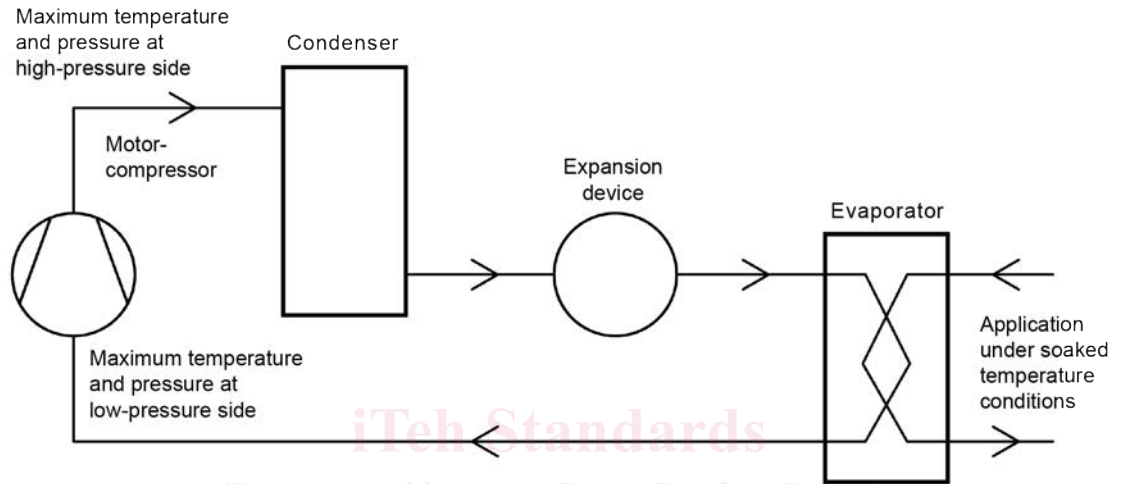 Maximum temperature
and pressure at
high-pressure side
Condenser
Motor-
compressor
Expansion
device
Evaporator
Application
under soaked
temperature
conditions
Maximum temperature
and pressure at
low-pressure side
iTeh Standards